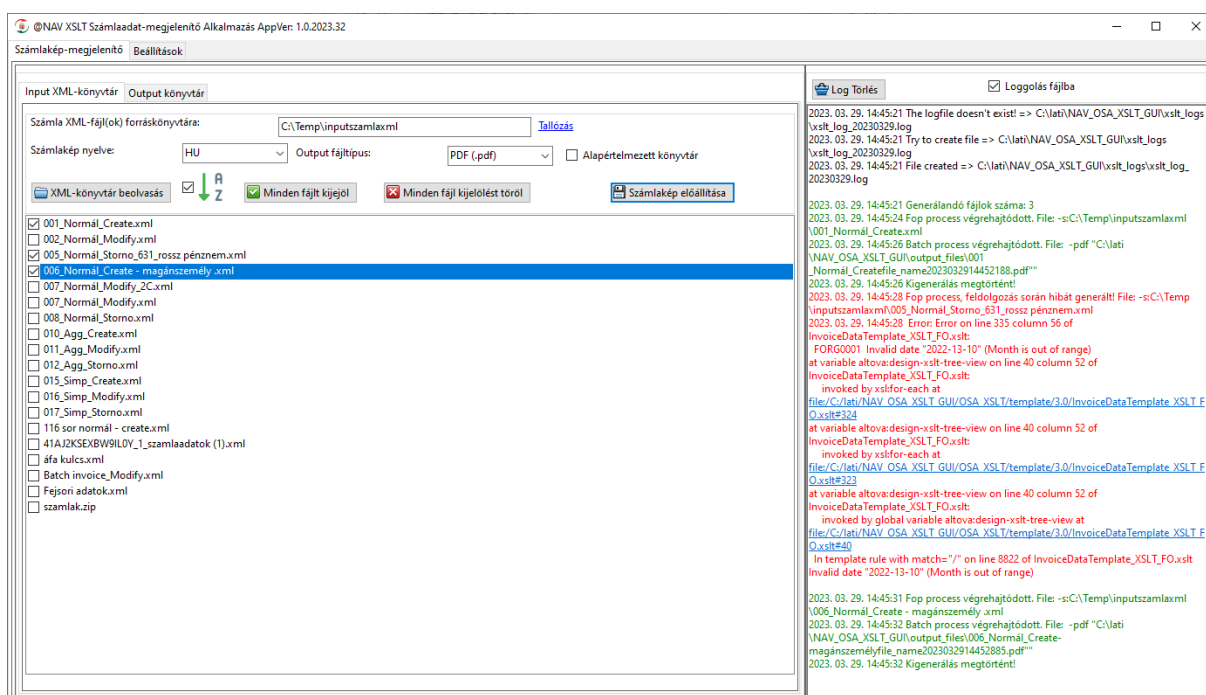 @NAV XSLT Számlaadat-megjelenítő Alkalmazás AppVer: 1.0.2023.32
Számlakép-megjelenítő Beállítások
Input XML-könyvtár Output könyvtár
Számla XML-fájl(ok) forráskönyvtára: C:\Temp\inputszamlaxml Tallózás
Számlakép nyelve: HU Output fájltípus: PDF (.pdf) Alapértelmezett könyvtár
XML-könyvtár beolvasás A Z Minden fájlt kijejöl Minden fájl kijelölést töröl Számlakép előállítása
001_Normál_Create.xml
002_Normál_Modify.xml
005_Normál_Storno_631_rossz pénznem.xml
006_Normál_Create - magánszemély .xml
007_Normál_Modify_2C.xml
007_Normál_Modify.xml
008_Normál_Storno.xml
010_Agg_Create.xml
011_Agg_Modify.xml
012_Agg_Storno.xml
015_Simp_Create.xml
016_Simp_Modify.xml
017_Simp_Storno.xml
116 sor normál - create.xml
41AJ2KSEXBW9IL0Y_1_szamlaadatok (1).xml
áfa kulcs.xml
Batch invoice_Modify.xml
Fejsori adatok.xml
szamlak.zip
Log Törlés Loggolás fájlba
2023. 03. 29. 14:45:21 The logfile doesn't exist! => C:\lati\NAV_OSA_XSLT_GUI\xslt_logs
\xslt_log_20230329.log
2023. 03. 29. 14:45:21 Try to create file => C:\lati\NAV_OSA_XSLT_GUI\xslt_logs
\xslt_log_20230329.log
2023. 03. 29. 14:45:21 File created => C:\lati\NAV_OSA_XSLT_GUI\xslt_logs\xslt_log_
20230329.log
2023. 03. 29. 14:45:21 Generálandó fájlok száma: 3
2023. 03. 29. 14:45:24 Fop process végrehajtódott. File: -s:C:\Temp\inputszamlaxml
\001_Normál_Create.xml
2023. 03. 29. 14:45:26 Batch process végrehajtódott. File:  -pdf "C:\lati
\NAV_OSA_XSLT_GUI\output_files\001
_Normál_Createfile_name2023032914452188.pdf""
2023. 03. 29. 14:45:26 Kigenerálás megtörtént!
2023. 03. 29. 14:45:28 Fop process, feldolgozás során hibát generált! File: -s:C:\Temp
\inputszamlaxml\005_Normál_Storno_631_rossz pénznem.xml
2023. 03. 29. 14:45:28  Error: Error on line 335 column 56 of
InvoiceDataTemplate_XSLT_FO.xslt:
FORG0001  Invalid date "2022-13-10" (Month is out of range)
at variable altova:design-xslt-tree-view on line 40 column 52 of
InvoiceDataTemplate_XSLT_FO.xslt:
invoked by xsl:for-each at
file:/C:/lati/NAV_OSA_XSLT_GUI/OSA_XSLT/template/3.0/InvoiceDataTemplate_XSLT_F
O.xslt#324
at variable altova:design-xslt-tree-view on line 40 column 52 of
InvoiceDataTemplate_XSLT_FO.xslt:
invoked by xsl:for-each at
file:/C:/lati/NAV_OSA_XSLT_GUI/OSA_XSLT/template/3.0/InvoiceDataTemplate_XSLT_F
O.xslt#323
at variable altova:design-xslt-tree-view on line 40 column 52 of
InvoiceDataTemplate_XSLT_FO.xslt:
invoked by global variable altova:design-xslt-tree-view at
file:/C:/lati/NAV_OSA_XSLT_GUI/OSA_XSLT/template/3.0/InvoiceDataTemplate_XSLT_F
O.xslt#40
In template rule with match="/" on line 8822 of InvoiceDataTemplate_XSLT_FO.xslt
Invalid date "2022-13-10" (Month is out of range)
2023. 03. 29. 14:45:31 Fop process végrehajtódott. File: -s:C:\Temp\inputszamlaxml
\006_Normál_Create - magánszemély .xml
2023. 03. 29. 14:45:32 Batch process végrehajtódott. File:  -pdf "C:\lati
\NAV_OSA_XSLT_GUI\output_files\006_Normál_Create-
magánszemélyfile_name2023032914452885.pdf""
2023. 03. 29. 14:45:32 Kigenerálás megtörtént!